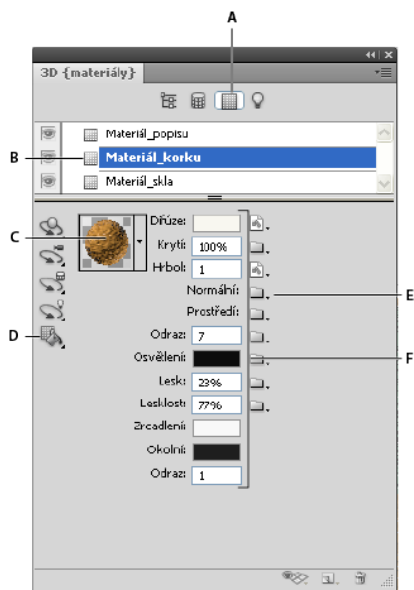 A
3D {materiály}
Materiál_popisu
B
Materiál_korku
Materiál_skla
C
Difúze:
Krytí: 100%
Hrbol: 1
Normální:
E
Prostředí:
D
Odraz: 7
Osvětlení:
F
Lesk: 23%
Lesklost: 77%
Zrcadlení:
Okolní:
Odraz: 1